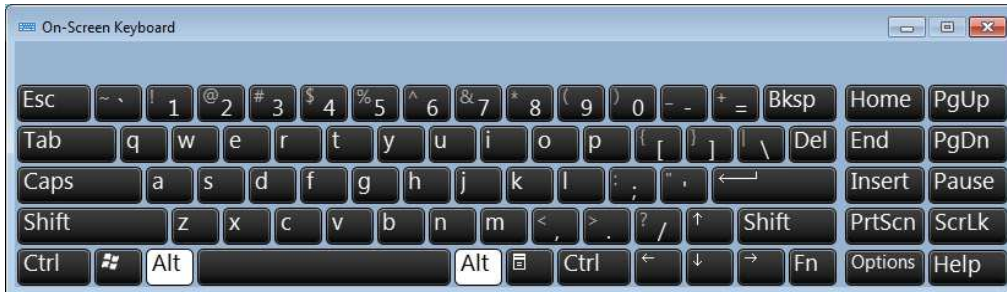 On-Screen Keyboard
Esc ~ ` ! 1 @ 2 # 3 $ 4 % 5 ^ 6 & 7 * 8 ( 9 ) 0 _ - + = Bksp Home PgUp
Tab q w e r t y u i o p { [ } ] | \ Del End PgDn
Caps a s d f g h j k l : ; " ' Insert Pause
Shift z x c v b n m < , > . ? / ↑ Shift PrtScn ScrLk
Ctrl Alt Alt Ctrl ← ↓ → Fn Options Help